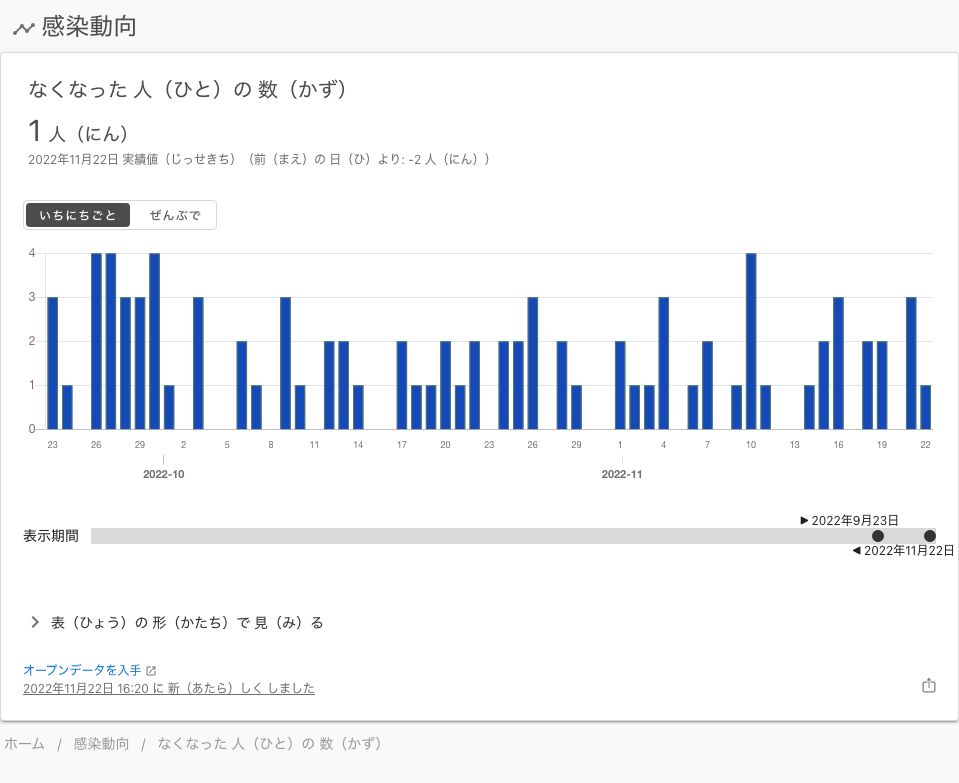 感染動向
なくなった 人（ひと）の 数（かず）
1 人（にん）
2022年11月22日 実績値（じっせきち）（前（まえ）の 日（ひ）より: -2 人（にん））
いちにちごと ぜんぶで
4
3
2
1
0
23 26 29 2 5 8 11 14 17 20 23 26 29 1 4 7 10 13 16 19 22
2022-10 2022-11
▶ 2022年9月23日
表示期間
◀ 2022年11月22日
表（ひょう）の 形（かたち）で 見（み）る
オープンデータを入手
2022年11月22日 16:20 に 新（あたら）しく しました
ホーム / 感染動向 / なくなった 人（ひと）の 数（かず）